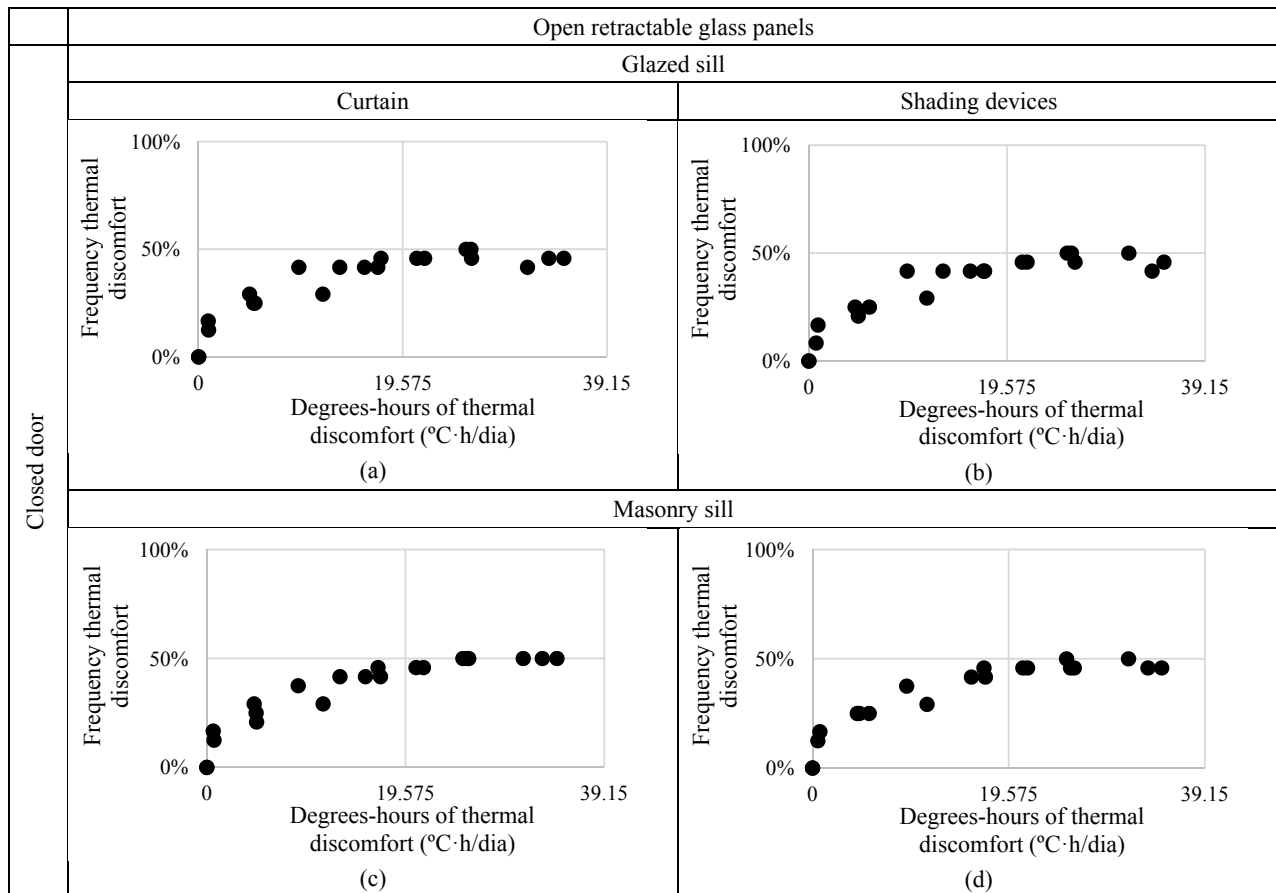 Open retractable glass panels
Closed door
Glazed sill
Curtain
Shading devices
Frequency thermal
discomfort
100%
50%
0%
0
19.575
39.15
Degrees-hours of thermal
discomfort (ºC·h/dia)
(a)
Frequency thermal
discomfort
100%
50%
0%
0
19.575
39.15
Degrees-hours of thermal
discomfort (ºC·h/dia)
(b)
Masonry sill
Frequency thermal
discomfort
100%
50%
0%
0
19.575
39.15
Degrees-hours of thermal
discomfort (ºC·h/dia)
(c)
Frequency thermal
discomfort
100%
50%
0%
0
19.575
39.15
Degrees-hours of thermal
discomfort (ºC·h/dia)
(d)